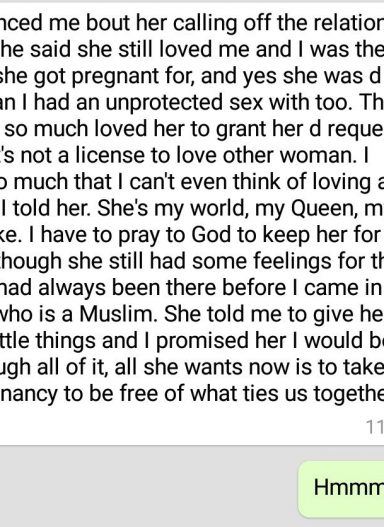 nced me bout her calling off the relation
he said she still loved me and I was the
she got pregnant for, and yes she was d
an I had an unprotected sex with too. Th
so much loved her to grant her d reque
's not a license to love other woman. I
o much that I can't even think of loving a
I told her. She's my world, my Queen, m
ke. I have to pray to God to keep her for
though she still had some feelings for th
had always been there before I came in
who is a Muslim. She told me to give he
ttle things and I promised her I would be
ugh all of it, all she wants now is to take
nancy to be free of what ties us togethe
11
Hmmm